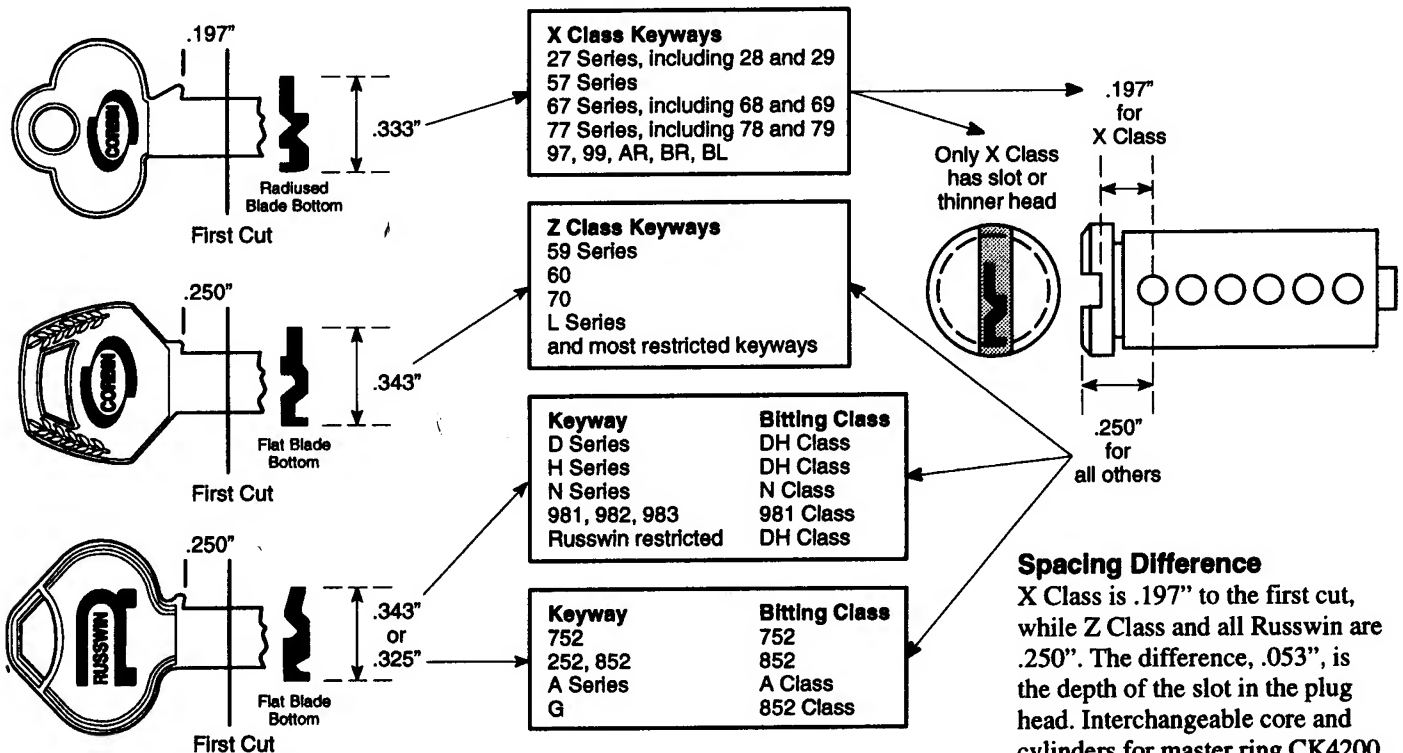 .197"
CORBIN
.333"
Radiused
Blade Bottom
First Cut
X Class Keyways
27 Series, including 28 and 29
57 Series
67 Series, including 68 and 69
77 Series, including 78 and 79
97, 99, AR, BR, BL
.197"
for
X Class
Only X Class
has slot or
thinner head
.250"
for
all others
.250"
CORBIN
.343"
Flat Blade
Bottom
First Cut
Z Class Keyways
59 Series
60
70
L Series
and most restricted keyways
.250"
RUSSWIN
.343"
or
.325"
Flat Blade
Bottom
First Cut
Keyway Bitting Class
D Series DH Class
H Series DH Class
N Series N Class
981, 982, 983 981 Class
Russwin restricted DH Class
Keyway Bitting Class
752 752
252, 852 852
A Series A Class
G 852 Class
Spacing Difference
X Class is .197" to the first cut,
while Z Class and all Russwin are
.250". The difference, .053", is
the depth of the slot in the plug
head. Interchangeable core and
cylinders for master ring CK4200